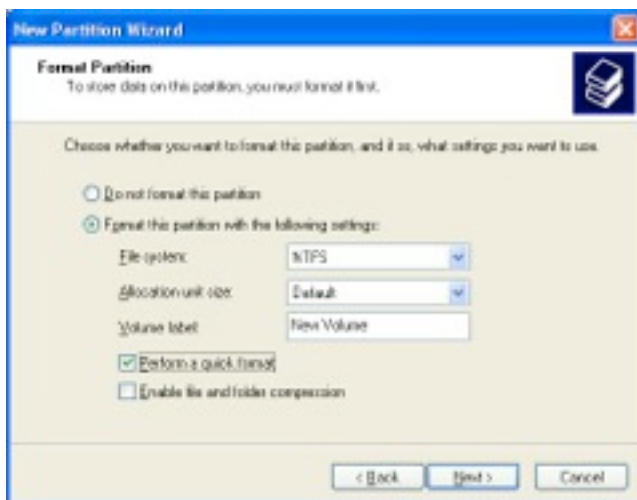 New Partition Wizard
Format Partition
To store data on this partition, you must format it first.
Choose whether you want to format this partition, and if so, what settings you want to use.
Do not format this partition
Format this partition with the following settings:
File system: NTFS
Allocation unit size: Default
Volume label: New Volume
Perform a quick format
Enable file and folder compression
< Back Next > Cancel